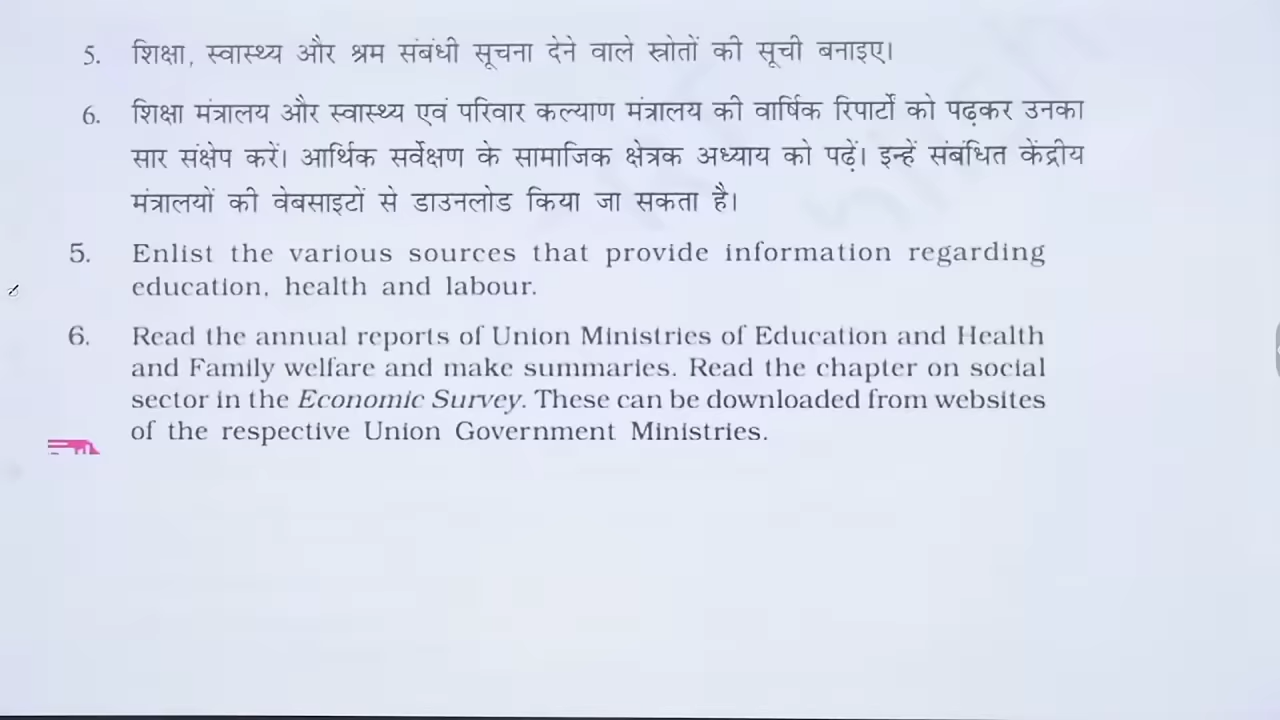 5. शिक्षा, स्वास्थ्य और श्रम संबंधी सूचना देने वाले स्रोतों की सूची बनाइए।
6. शिक्षा मंत्रालय और स्वास्थ्य एवं परिवार कल्याण मंत्रालय की वार्षिक रिपार्टों को पढ़कर उनका
सार संक्षेप करें। आर्थिक सर्वेक्षण के सामाजिक क्षेत्रक अध्याय को पढ़ें। इन्हें संबंधित केंद्रीय
मंत्रालयों की वेबसाइटों से डाउनलोड किया जा सकता है।
5. Enlist the various sources that provide information regarding
education, health and labour.
6. Read the annual reports of Union Ministries of Education and Health
and Family welfare and make summaries. Read the chapter on social
sector in the Economic Survey. These can be downloaded from websites
of the respective Union Government Ministries.